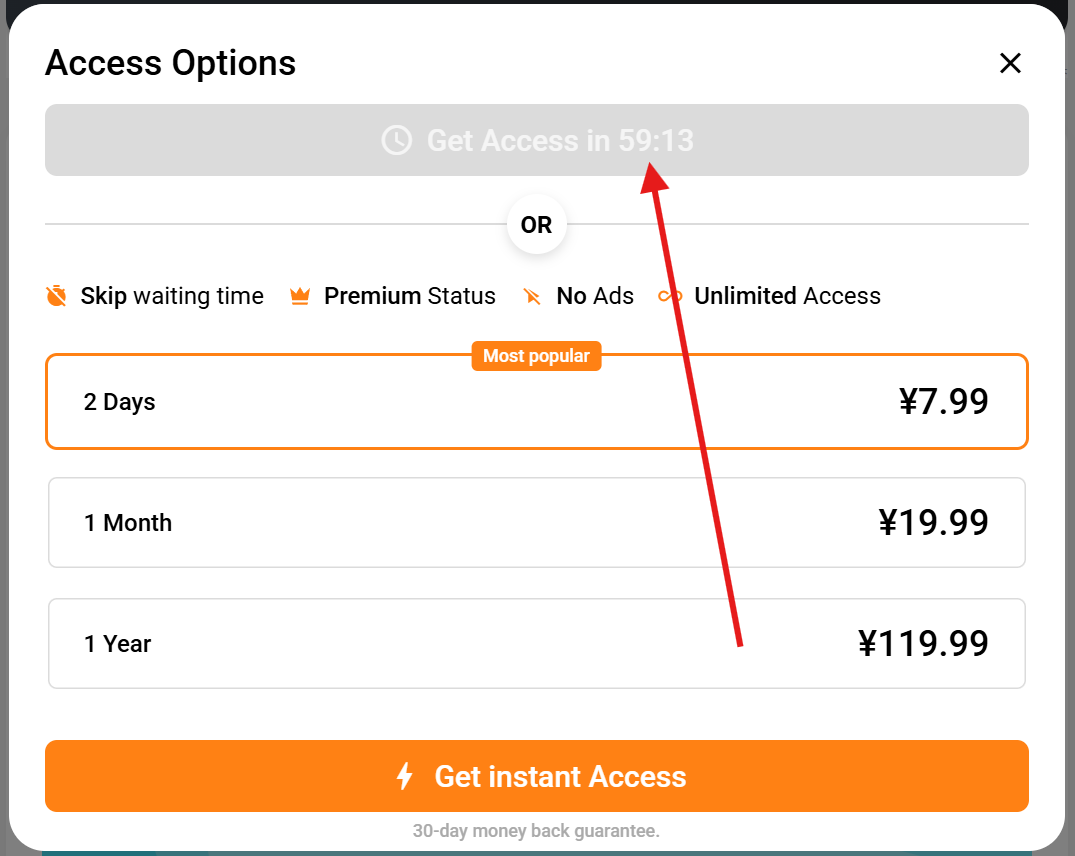 Access Options
Get Access in 59:13
OR
Skip waiting time Premium Status No Ads Unlimited Access
Most popular
2 Days ¥7.99
1 Month ¥19.99
1 Year ¥119.99
Get instant Access
30-day money back guarantee.